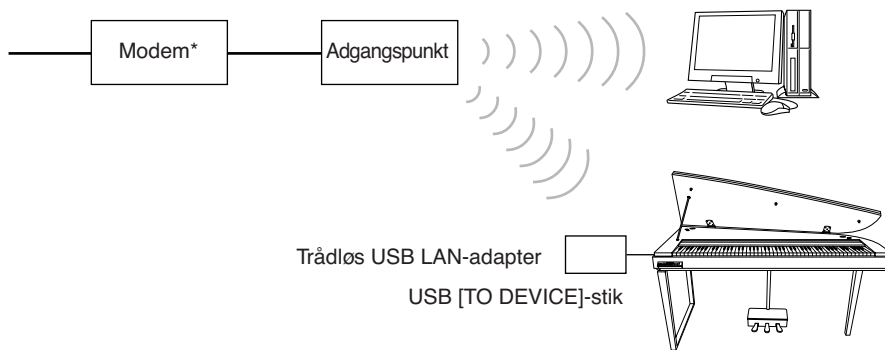 Modem*
Adgangspunkt
Trådløs USB LAN-adapter
USB [TO DEVICE]-stik